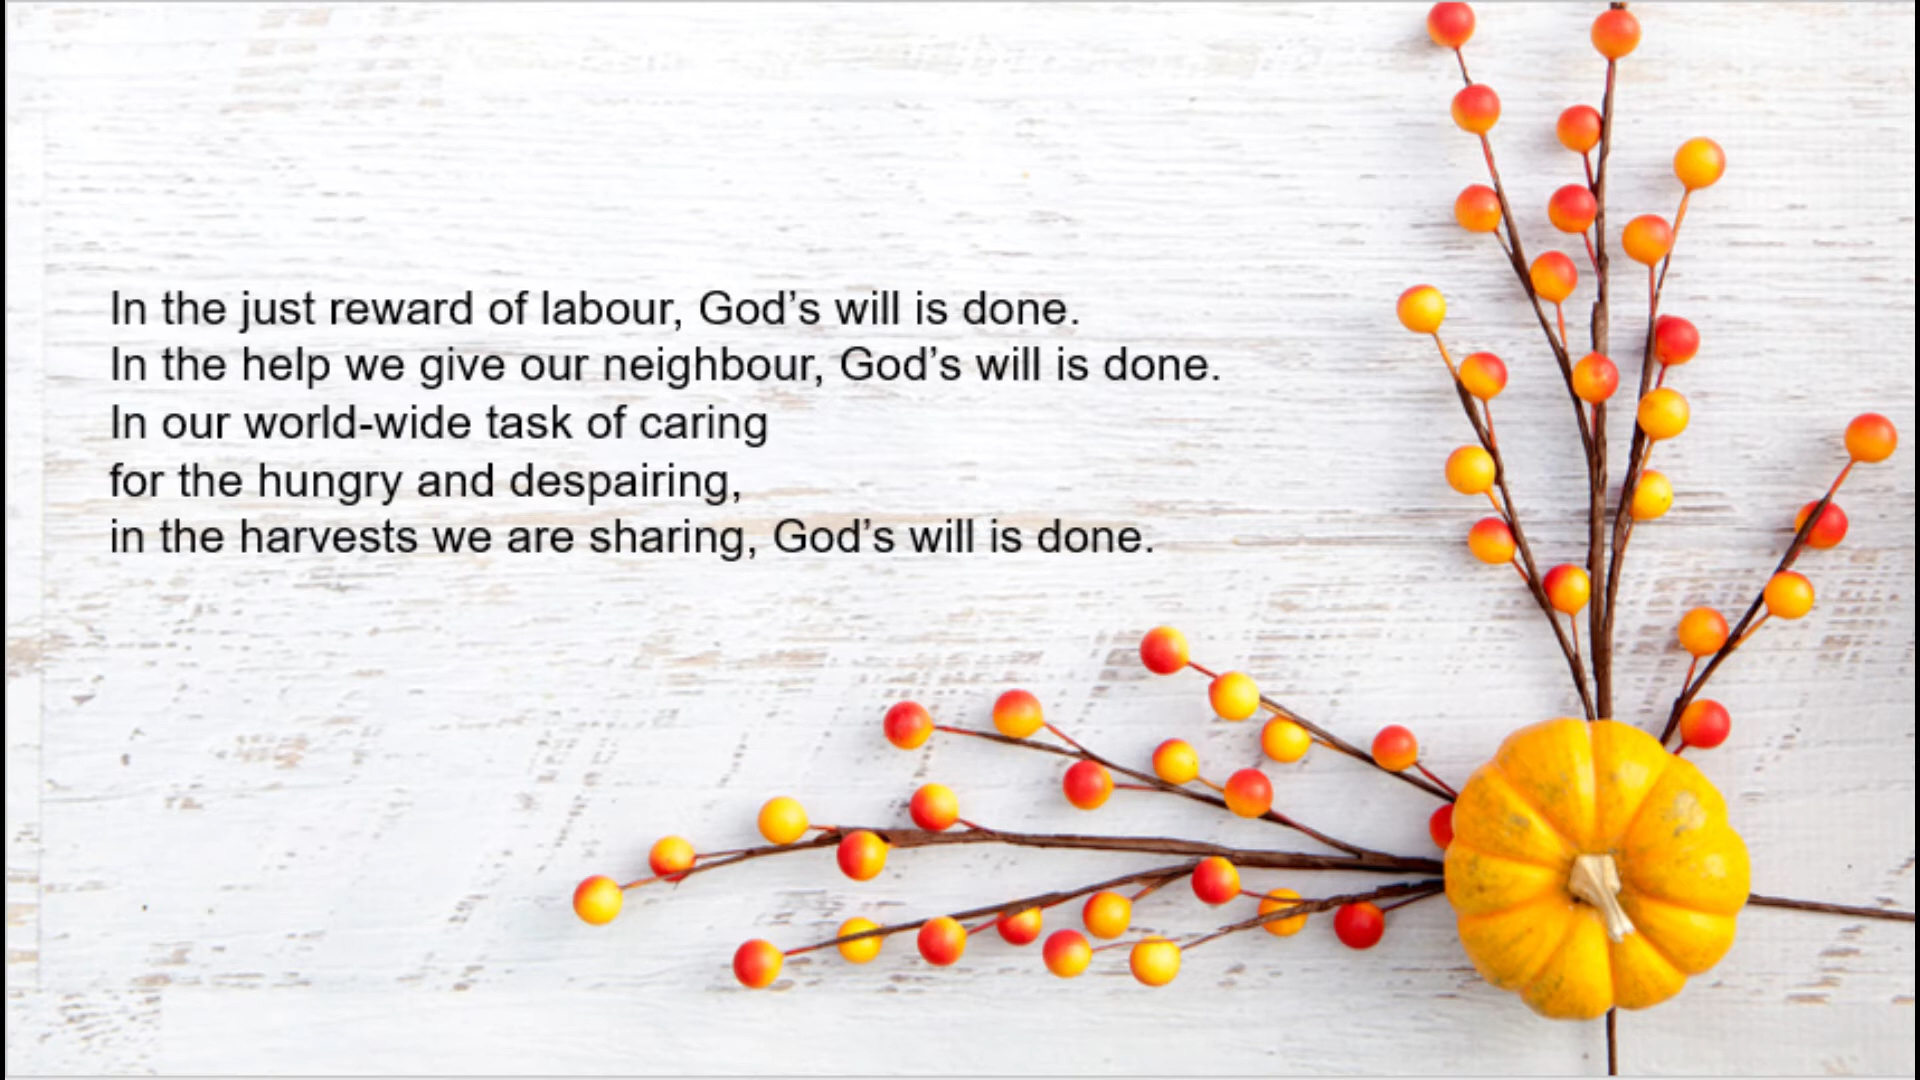 In the just reward of labour, God’s will is done.
In the help we give our neighbour, God’s will is done.
In our world-wide task of caring
for the hungry and despairing,
in the harvests we are sharing, God’s will is done.